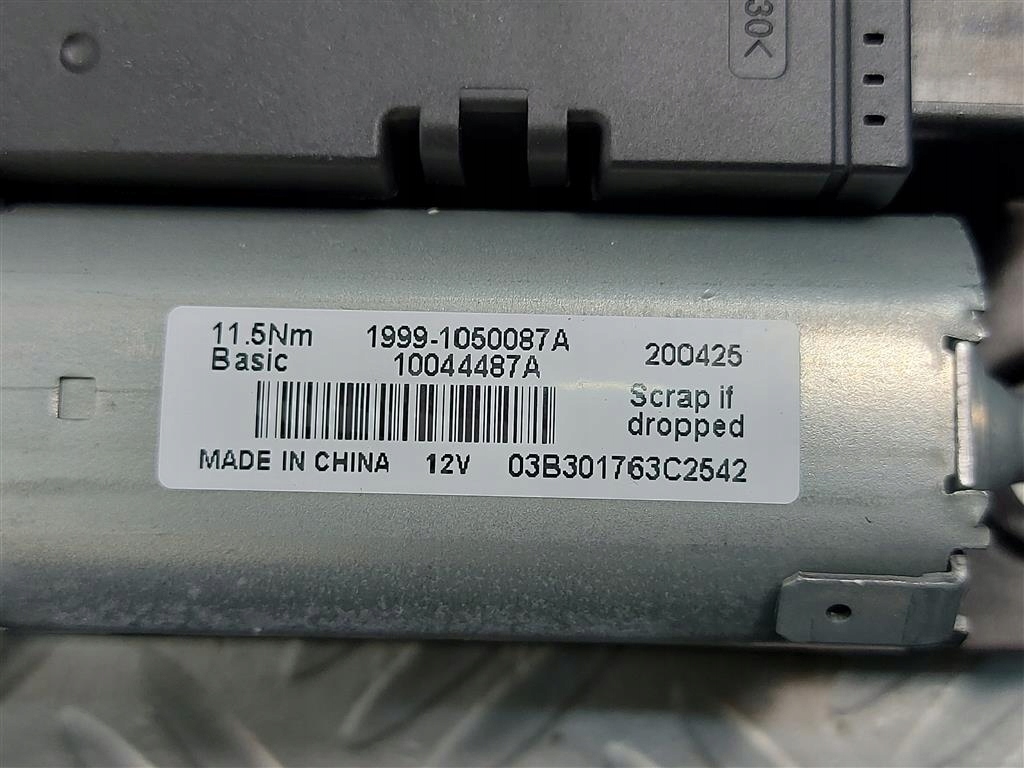 30<
11.5Nm 1999-1050087A 200425
Basic 10044487A
Scrap if
dropped
MADE IN CHINA 12V 03B301763C2542